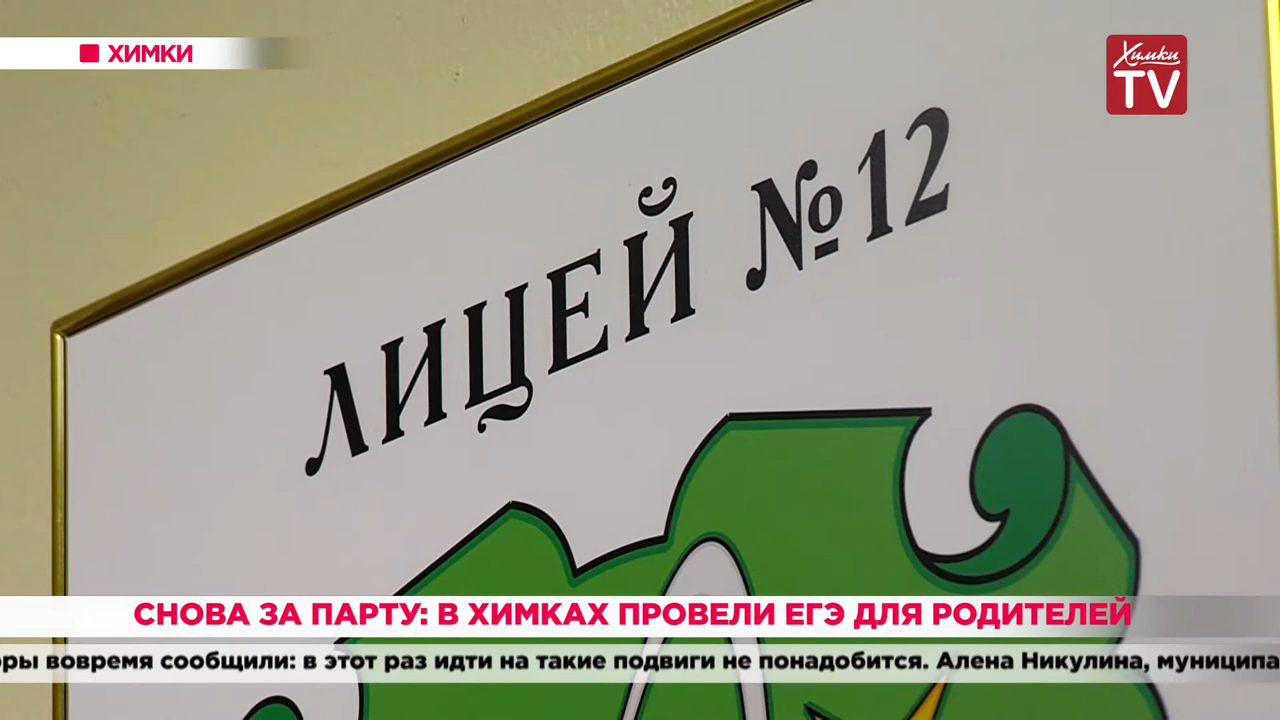 ХИМКИ
Химки
TV
ЛИЦЕЙ №12
СНОВА ЗА ПАРТУ: В ХИМКАХ ПРОВЕЛИ ЕГЭ ДЛЯ РОДИТЕЛЕЙ
вовремя сообщили: в этот раз идти на такие подвиги не понадобится. Алена Никулина,